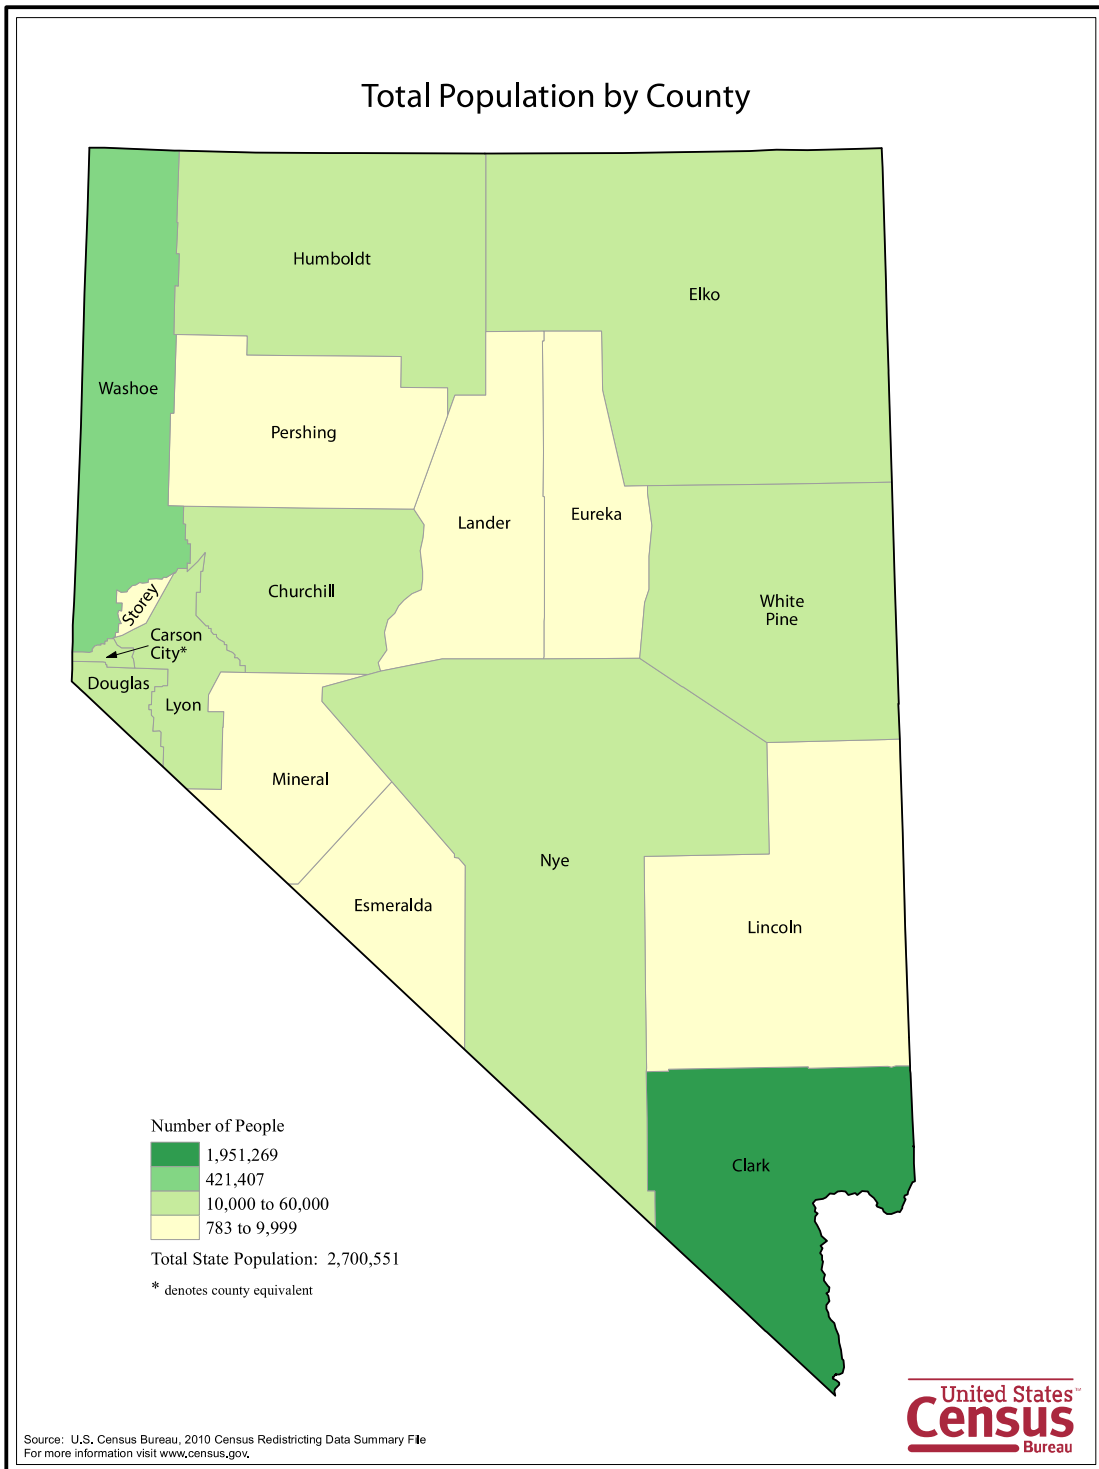 Total Population by County
Humboldt
Elko
Washoe
Pershing
Lander
Eureka
Churchill
White
Pine
Storey
Carson
City*
Douglas
Lyon
Mineral
Nye
Esmeralda
Lincoln
Clark
Number of People
1,951,269
421,407
10,000 to 60,000
783 to 9,999
Total State Population: 2,700,551
* denotes county equivalent
United States™
Census
Bureau
Source: U.S. Census Bureau, 2010 Census Redistricting Data Summary File
For more information visit www.census.gov.